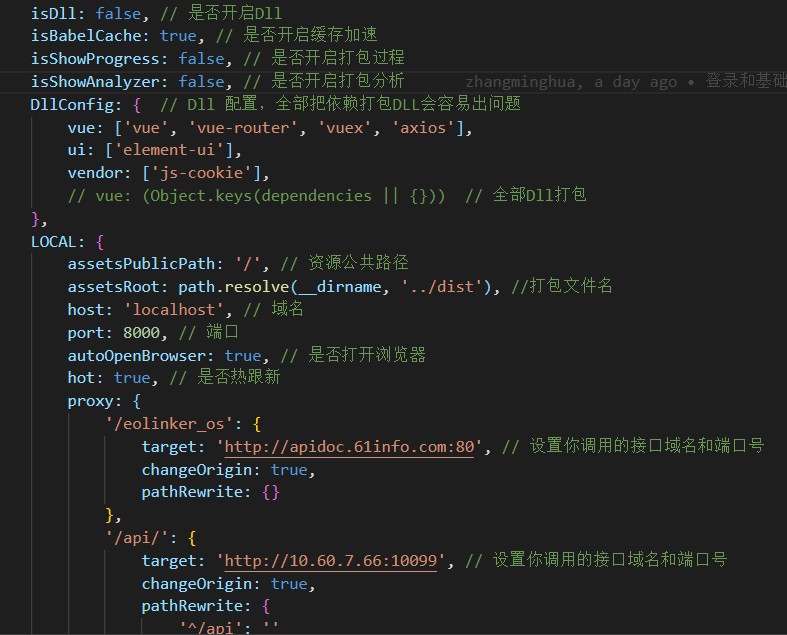 isDll: false, // 是否开启Dll
isBabelCache: true, // 是否开启缓存加速
isShowProgress: false, // 是否开启打包过程
isShowAnalyzer: false, // 是否开启打包分析 zhangminghua, a day ago • 登录和基础
DllConfig: { // Dll 配置，全部把依赖打包DLL会容易出问题
vue: ['vue', 'vue-router', 'vuex', 'axios'],
ui: ['element-ui'],
vendor: ['js-cookie'],
// vue: (Object.keys(dependencies || {})) // 全部Dll打包
},
LOCAL: {
assetsPublicPath: '/', // 资源公共路径
assetsRoot: path.resolve(__dirname, '../dist'), //打包文件名
host: 'localhost', // 域名
port: 8000, // 端口
autoOpenBrowser: true, // 是否打开浏览器
hot: true, // 是否热跟新
proxy: {
'/eolinker_os': {
target: 'http://apidoc.61info.com:80', // 设置你调用的接口域名和端口号
changeOrigin: true,
pathRewrite: {}
},
'/api/': {
target: 'http://10.60.7.66:10099', // 设置你调用的接口域名和端口号
changeOrigin: true,
pathRewrite: {
'^/api': ''